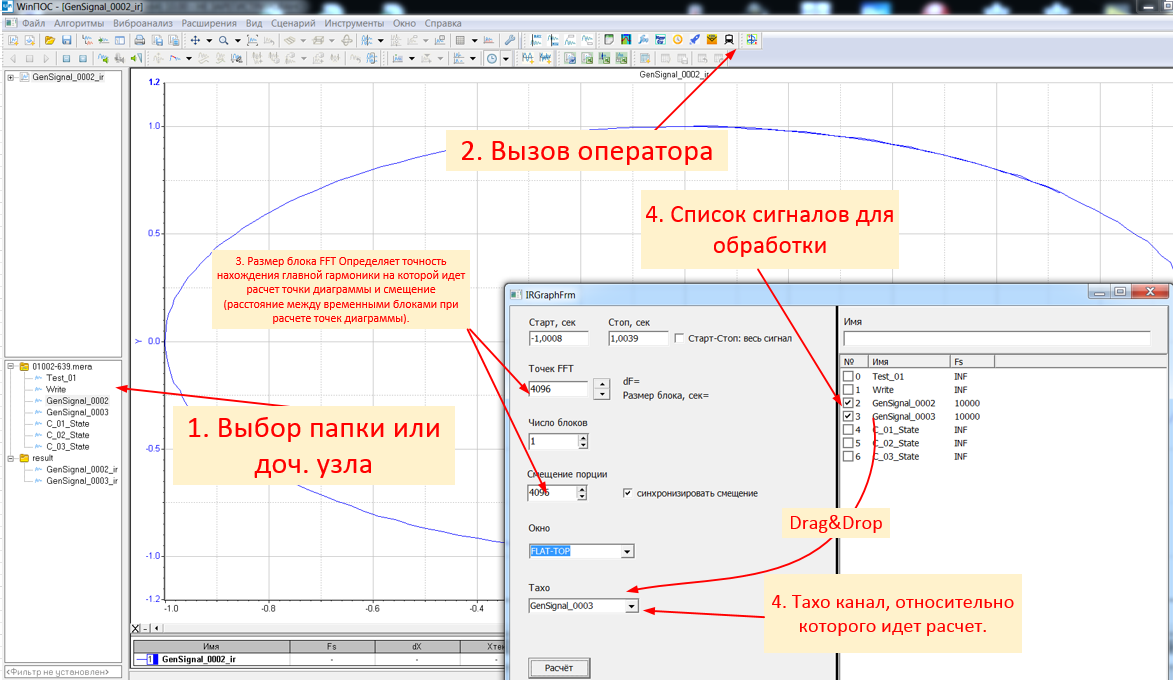 WinПОС - [GenSignal_0002_ir]
Файл Алгоритмы Виброанализ Расширения Вид Сценарий Инструменты Окно Справка
GenSignal_0002_ir
GenSignal_0002_ir
1.2
1.0
0.5
Y 0.0
-0.5
-1.0
-1.2
-1.0 -0.8 -0.6 -0.4
2. Вызов оператора
4. Список сигналов для
обработки
3. Размер блока FFT Определяет точность
нахождения главной гармоники на которой идет
расчет точки диаграммы и смещение
(расстояние между временными блоками при
расчете точек диаграммы).
01002-639.mera
Test_01
Write
GenSignal_0002
GenSignal_0003
C_01_State
C_02_State
C_03_State
result
GenSignal_0002_ir
GenSignal_0003_ir
1. Выбор папки или
доч. узла
IRGraphFrm
Старт, сек Стоп, сек
-1,0008 1,0039 Старт-Стоп: весь сигнал
Точек FFT
4096
dF=
Размер блока, сек=
Число блоков
1
Смещение порции
4096 синхронизировать смещение
Окно
FLAT-TOP
Тахо
GenSignal_0003
Расчёт
Имя
№ Имя Fs
0 Test_01 INF
1 Write INF
2 GenSignal_0002 10000
3 GenSignal_0003 10000
4 C_01_State INF
5 C_02_State INF
6 C_03_State INF
Drag&Drop
4. Тахо канал, относительно
которого идет расчет.
Имя Fs dX
1 GenSignal_0002_ir - -
<Фильтр не установлен>